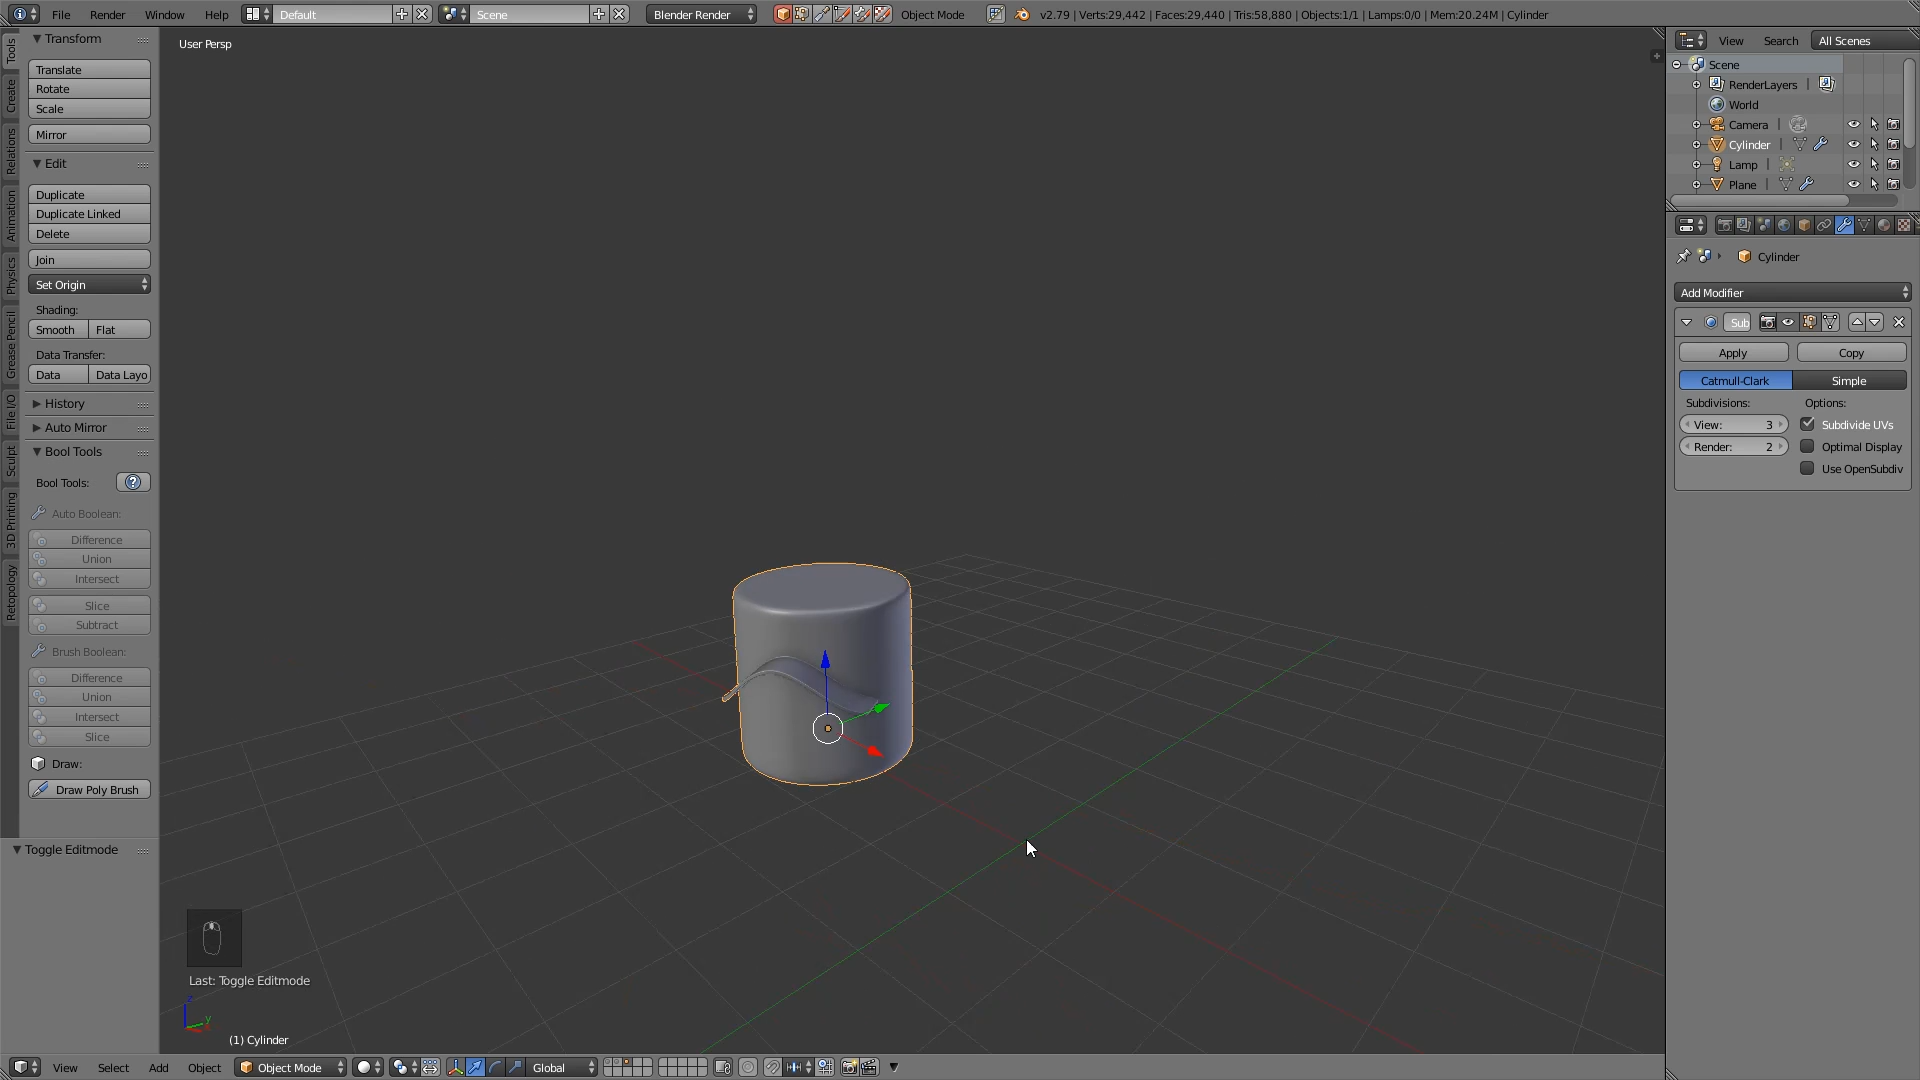 File Render Window Help Default Scene Blender Render Object Mode v2.79 | Verts:29,442 | Faces:29,440 | Tris:58,880 | Objects:1/1 | Lamps:0/0 | Mem:20.24M | Cylinder
Tools
Create
Relations
Animation
Physics
Grease Pencil
File I/O
Sculpt
3D Printing
Retopology
Transform
Translate
Rotate
Scale
Mirror
Edit
Duplicate
Duplicate Linked
Delete
Join
Set Origin
Shading:
Smooth Flat
Data Transfer:
Data Data Layo
History
Auto Mirror
Bool Tools
Bool Tools:
Auto Boolean:
Difference
Union
Intersect
Slice
Subtract
Brush Boolean:
Difference
Union
Intersect
Slice
Draw:
Draw Poly Brush
Toggle Editmode
User Persp
Last: Toggle Editmode
z
y
(1) Cylinder
View Select Add Object Object Mode Global
View Search All Scenes
Scene
RenderLayers |
World
Camera |
Cylinder |
Lamp |
Plane |
Cylinder
Add Modifier
Sub
Apply Copy
Catmull-Clark Simple
Subdivisions: Options:
View: 3 Subdivide UVs
Render: 2 Optimal Display
Use OpenSubdiv